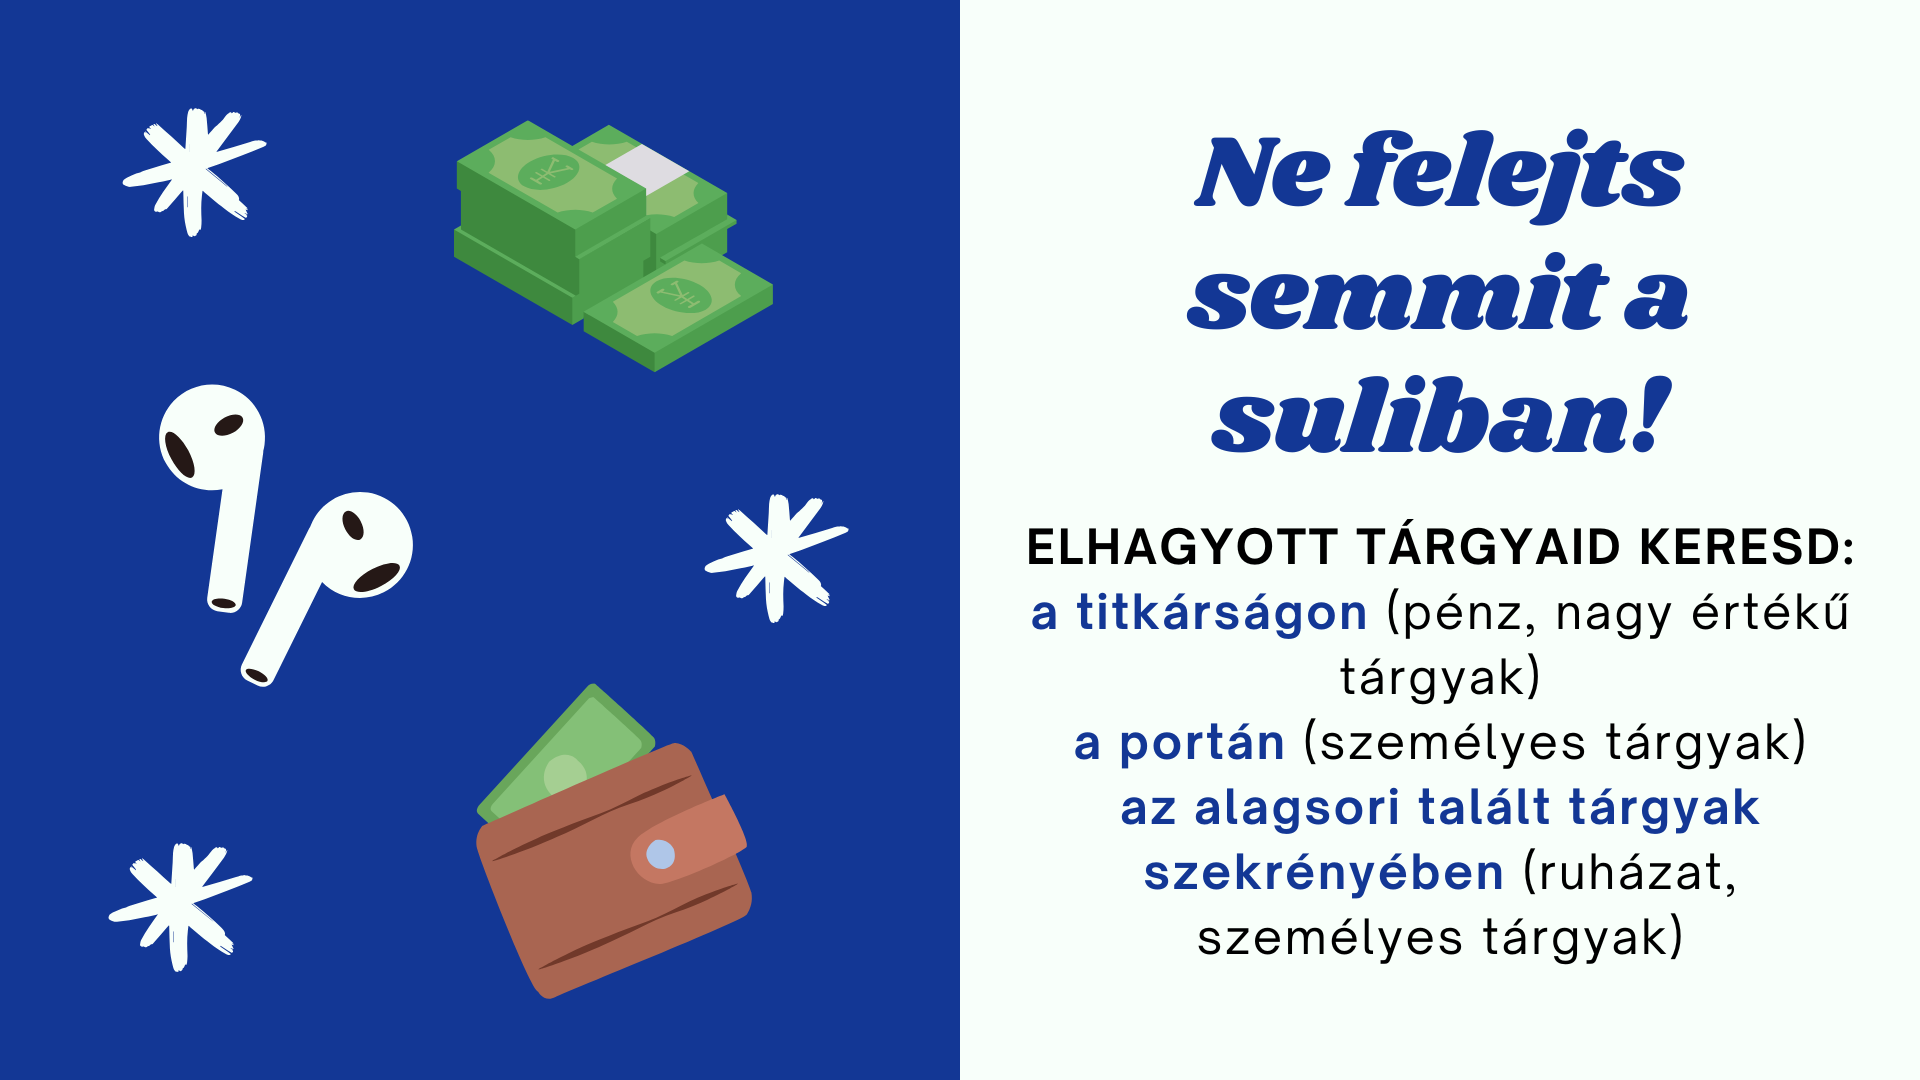 Ne felejts
semmit a
suliban!
ELHAGYOTT TÁRGYAID KERESD:
a titkárságon (pénz, nagy értékű
tárgyak)
a portán (személyes tárgyak)
az alagsori talált tárgyak
szekrényében (ruházat,
személyes tárgyak)